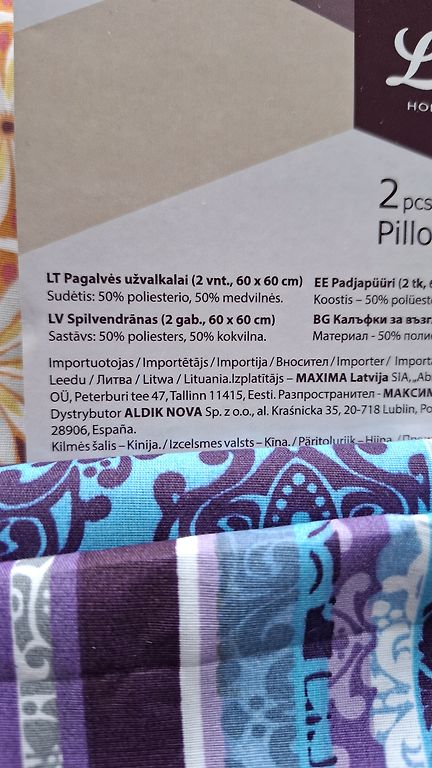 HO
2 pcs
Pillo
LT Pagalvės užvalkalai (2 vnt., 60 x 60 cm)
Sudėtis: 50% poliesterio, 50% medvilnės.
LV Spilvendrānas (2 gab., 60 x 60 cm)
Sastāvs: 50% poliesters, 50% kokvilna.
EE Padjapüüri (2 tk,
Koostis – 50% polüest
BG Калъфки за възг
Материал - 50% поли
Importuotojas / Importētājs / Importija / Вносител / Importer / Import
Leedu / Литва / Litwa / Lituania.Izplatītājs – MAXIMA Latvija SIA, „Ab
OÜ, Peterburi tee 47, Tallinn 11415, Eesti. Разпространител - МАКСИМ
Dystrybutor ALDIK NOVA Sp. z o.o., al. Kraśnicka 35, 20-718 Lublin, Po
28906, España.
Kilmės šalis – Kinija. / Izcelsmes valsts – Ķīna. / Päritoluriik – Hiina.